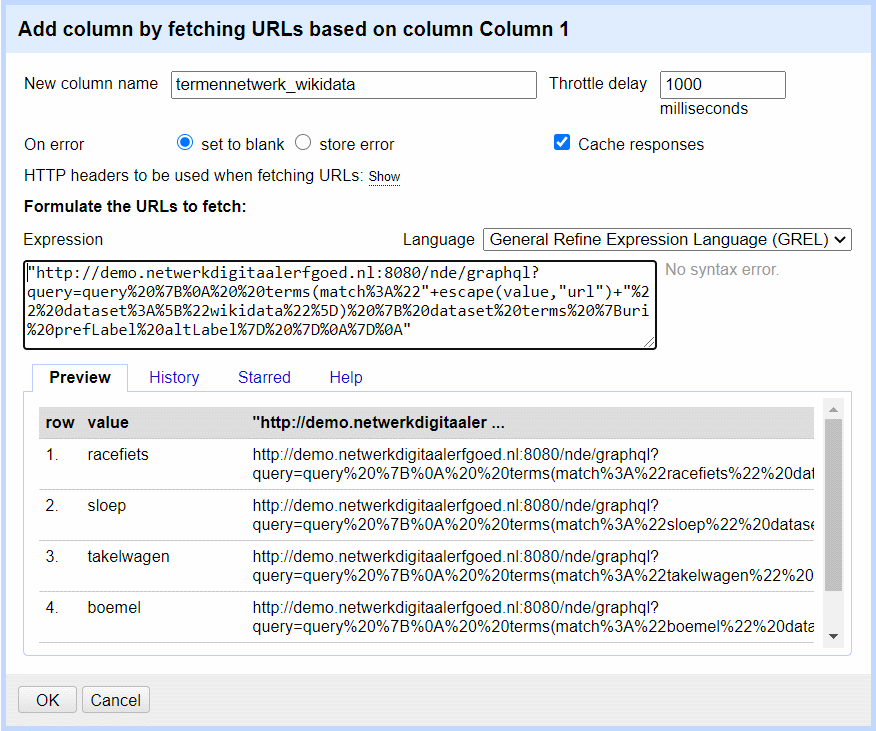 Add column by fetching URLs based on column Column 1
New column name termennetwerk_wikidata Throttle delay 1000
milliseconds
On error set to blank store error Cache responses
HTTP headers to be used when fetching URLs: Show
Formulate the URLs to fetch:
Expression Language General Refine Expression Language (GREL)
"http://demo.netwerkdigitaalerfgoed.nl:8080/nde/graphql? No syntax error.
query=query%20%7B%0A%20%20terms(match%3A%22"+escape(value,"url")+"%2
2%20dataset%3A%5B%22wikidata%22%5D)%20%7B%20dataset%20terms%20%7Buri
%20prefLabel%20altLabel%7D%20%7D%0A%7D%0A"
Preview History Starred Help
row value "http://demo.netwerkdigitaaler ...
1. racefiets http://demo.netwerkdigitaalerfgoed.nl:8080/nde/graphql?
query=query%20%7B%0A%20%20terms(match%3A%22racefiets%22%20dat
2. sloep http://demo.netwerkdigitaalerfgoed.nl:8080/nde/graphql?
query=query%20%7B%0A%20%20terms(match%3A%22sloep%22%20datase
3. takelwagen http://demo.netwerkdigitaalerfgoed.nl:8080/nde/graphql?
query=query%20%7B%0A%20%20terms(match%3A%22takelwagen%22%20
4. boemel http://demo.netwerkdigitaalerfgoed.nl:8080/nde/graphql?
query=query%20%7B%0A%20%20terms(match%3A%22boemel%22%20data
OK Cancel